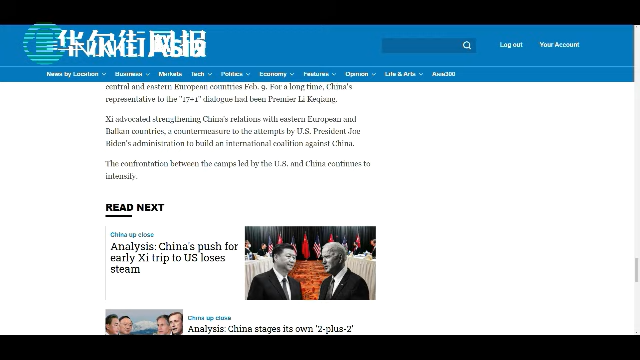 华尔街风报
Asia
Log out
Your Account
News by Location
Business
Markets
Tech
Politics
Economy
Features
Opinion
Life & Arts
Asia300
central and eastern European countries Feb. 9. For a long time, China's
representative to the "17+1" dialogue had been Premier Li Keqiang.
Xi advocated strengthening China's relations with eastern European and
Balkan countries, a countermeasure to the attempts by U.S. President Joe
Biden's administration to build an international coalition against China.
The confrontation between the camps led by the U.S. and China continues to
intensify.
READ NEXT
China up close
Analysis: China's push for
early Xi trip to US loses
steam
China up close
Analysis: China stages its own '2-plus-2'